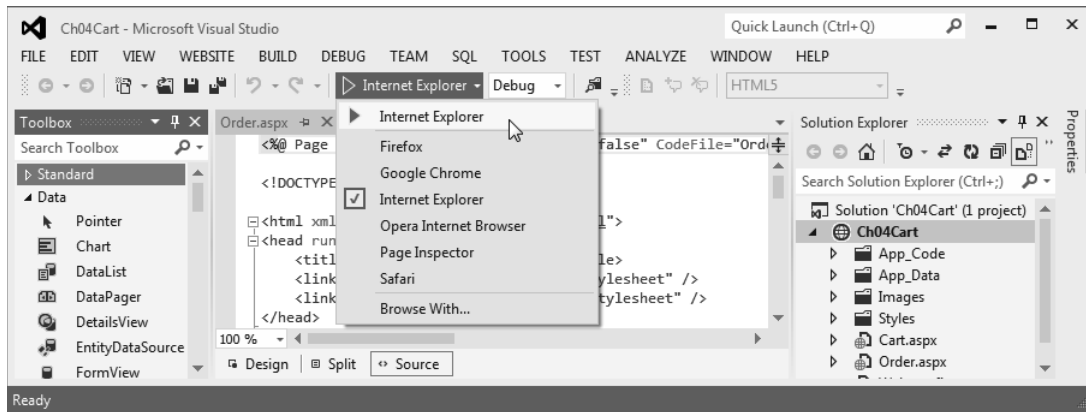 Ch04Cart - Microsoft Visual Studio
Quick Launch (Ctrl+Q)
FILE EDIT VIEW WEBSITE BUILD DEBUG TEAM SQL TOOLS TEST ANALYZE WINDOW HELP
Internet Explorer Debug HTML5
Toolbox
Search Toolbox
Standard
Data
Pointer
Chart
DataList
DataPager
DetailsView
EntityDataSource
FormView
Order.aspx
Internet Explorer
Firefox
Google Chrome
Internet Explorer
Opera Internet Browser
Page Inspector
Safari
Browse With...
<%@ Page false" CodeFile="Ord
<!DOCTYPE
<html xml l">
<head run
<titl le>
<link ylesheet" />
<link tylesheet" />
</head>
100 %
Design Split Source
Solution Explorer
Search Solution Explorer (Ctrl+;)
Solution 'Ch04Cart' (1 project)
Ch04Cart
App_Code
App_Data
Images
Styles
Cart.aspx
Order.aspx
Properties
Ready